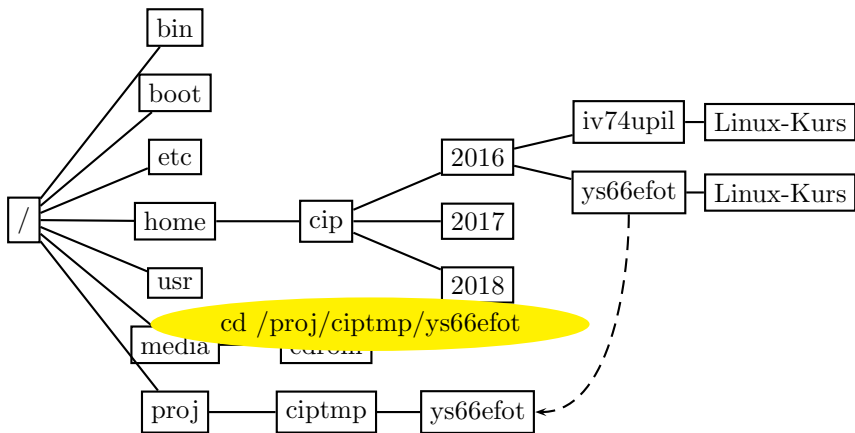 bin
boot
iv74upil Linux-Kurs
etc 2016
ys66efot Linux-Kurs
/ home cip 2017
usr 2018
cd /proj/ciptmp/ys66efot
media
proj ciptmp ys66efot